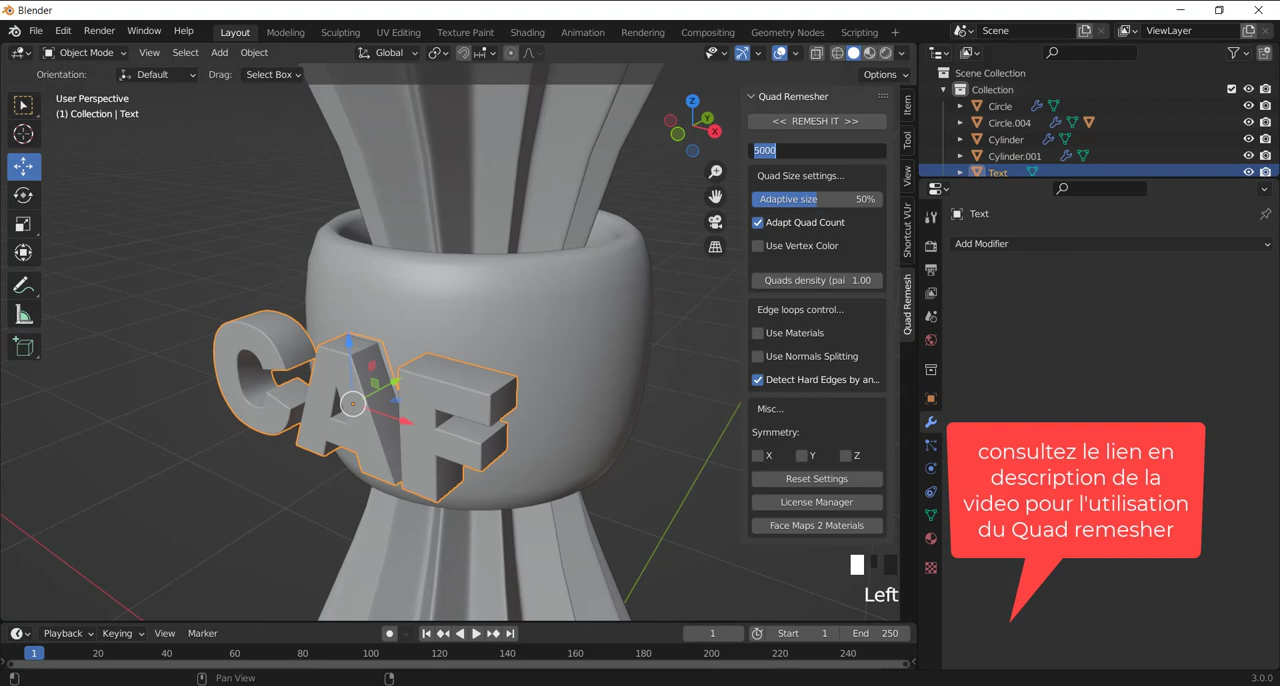 Blender
File Edit Render Window Help
Layout Modeling Sculpting UV Editing Texture Paint Shading Animation Rendering Compositing Geometry Nodes Scripting +
Scene
ViewLayer
Object Mode View Select Add Object
Global
Orientation: Default Drag: Select Box
Options
User Perspective
(1) Collection | Text
Z
Y
X
CAF
Quad Remesher
<< REMESH IT >>
5000
Quad Size settings...
Adaptive size 50%
Adapt Quad Count
Use Vertex Color
Quads density (pai 1.00
Edge loops control...
Use Materials
Use Normals Splitting
Detect Hard Edges by an...
Misc...
Symmetry:
X Y Z
Reset Settings
License Manager
Face Maps 2 Materials
Item
Tool
View
Shortcut VUr
Quad Remesh
Left
Scene Collection
Collection
Circle
Circle.004
Cylinder
Cylinder.001
Text
Text
Add Modifier
consultez le lien en
description de la
video pour l'utilisation
du Quad remesher
Playback Keying View Marker
1
Start 1
End 250
1 20 40 60 80 100 120 140 160 180 200 220 240
Pan View
3.0.0